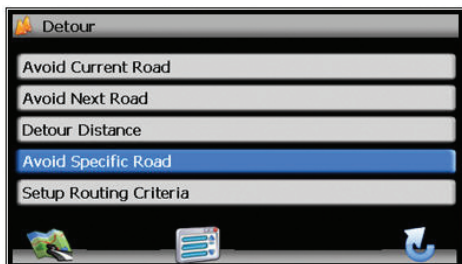 Detour
Avoid Current Road
Avoid Next Road
Detour Distance
Avoid Specific Road
Setup Routing Criteria